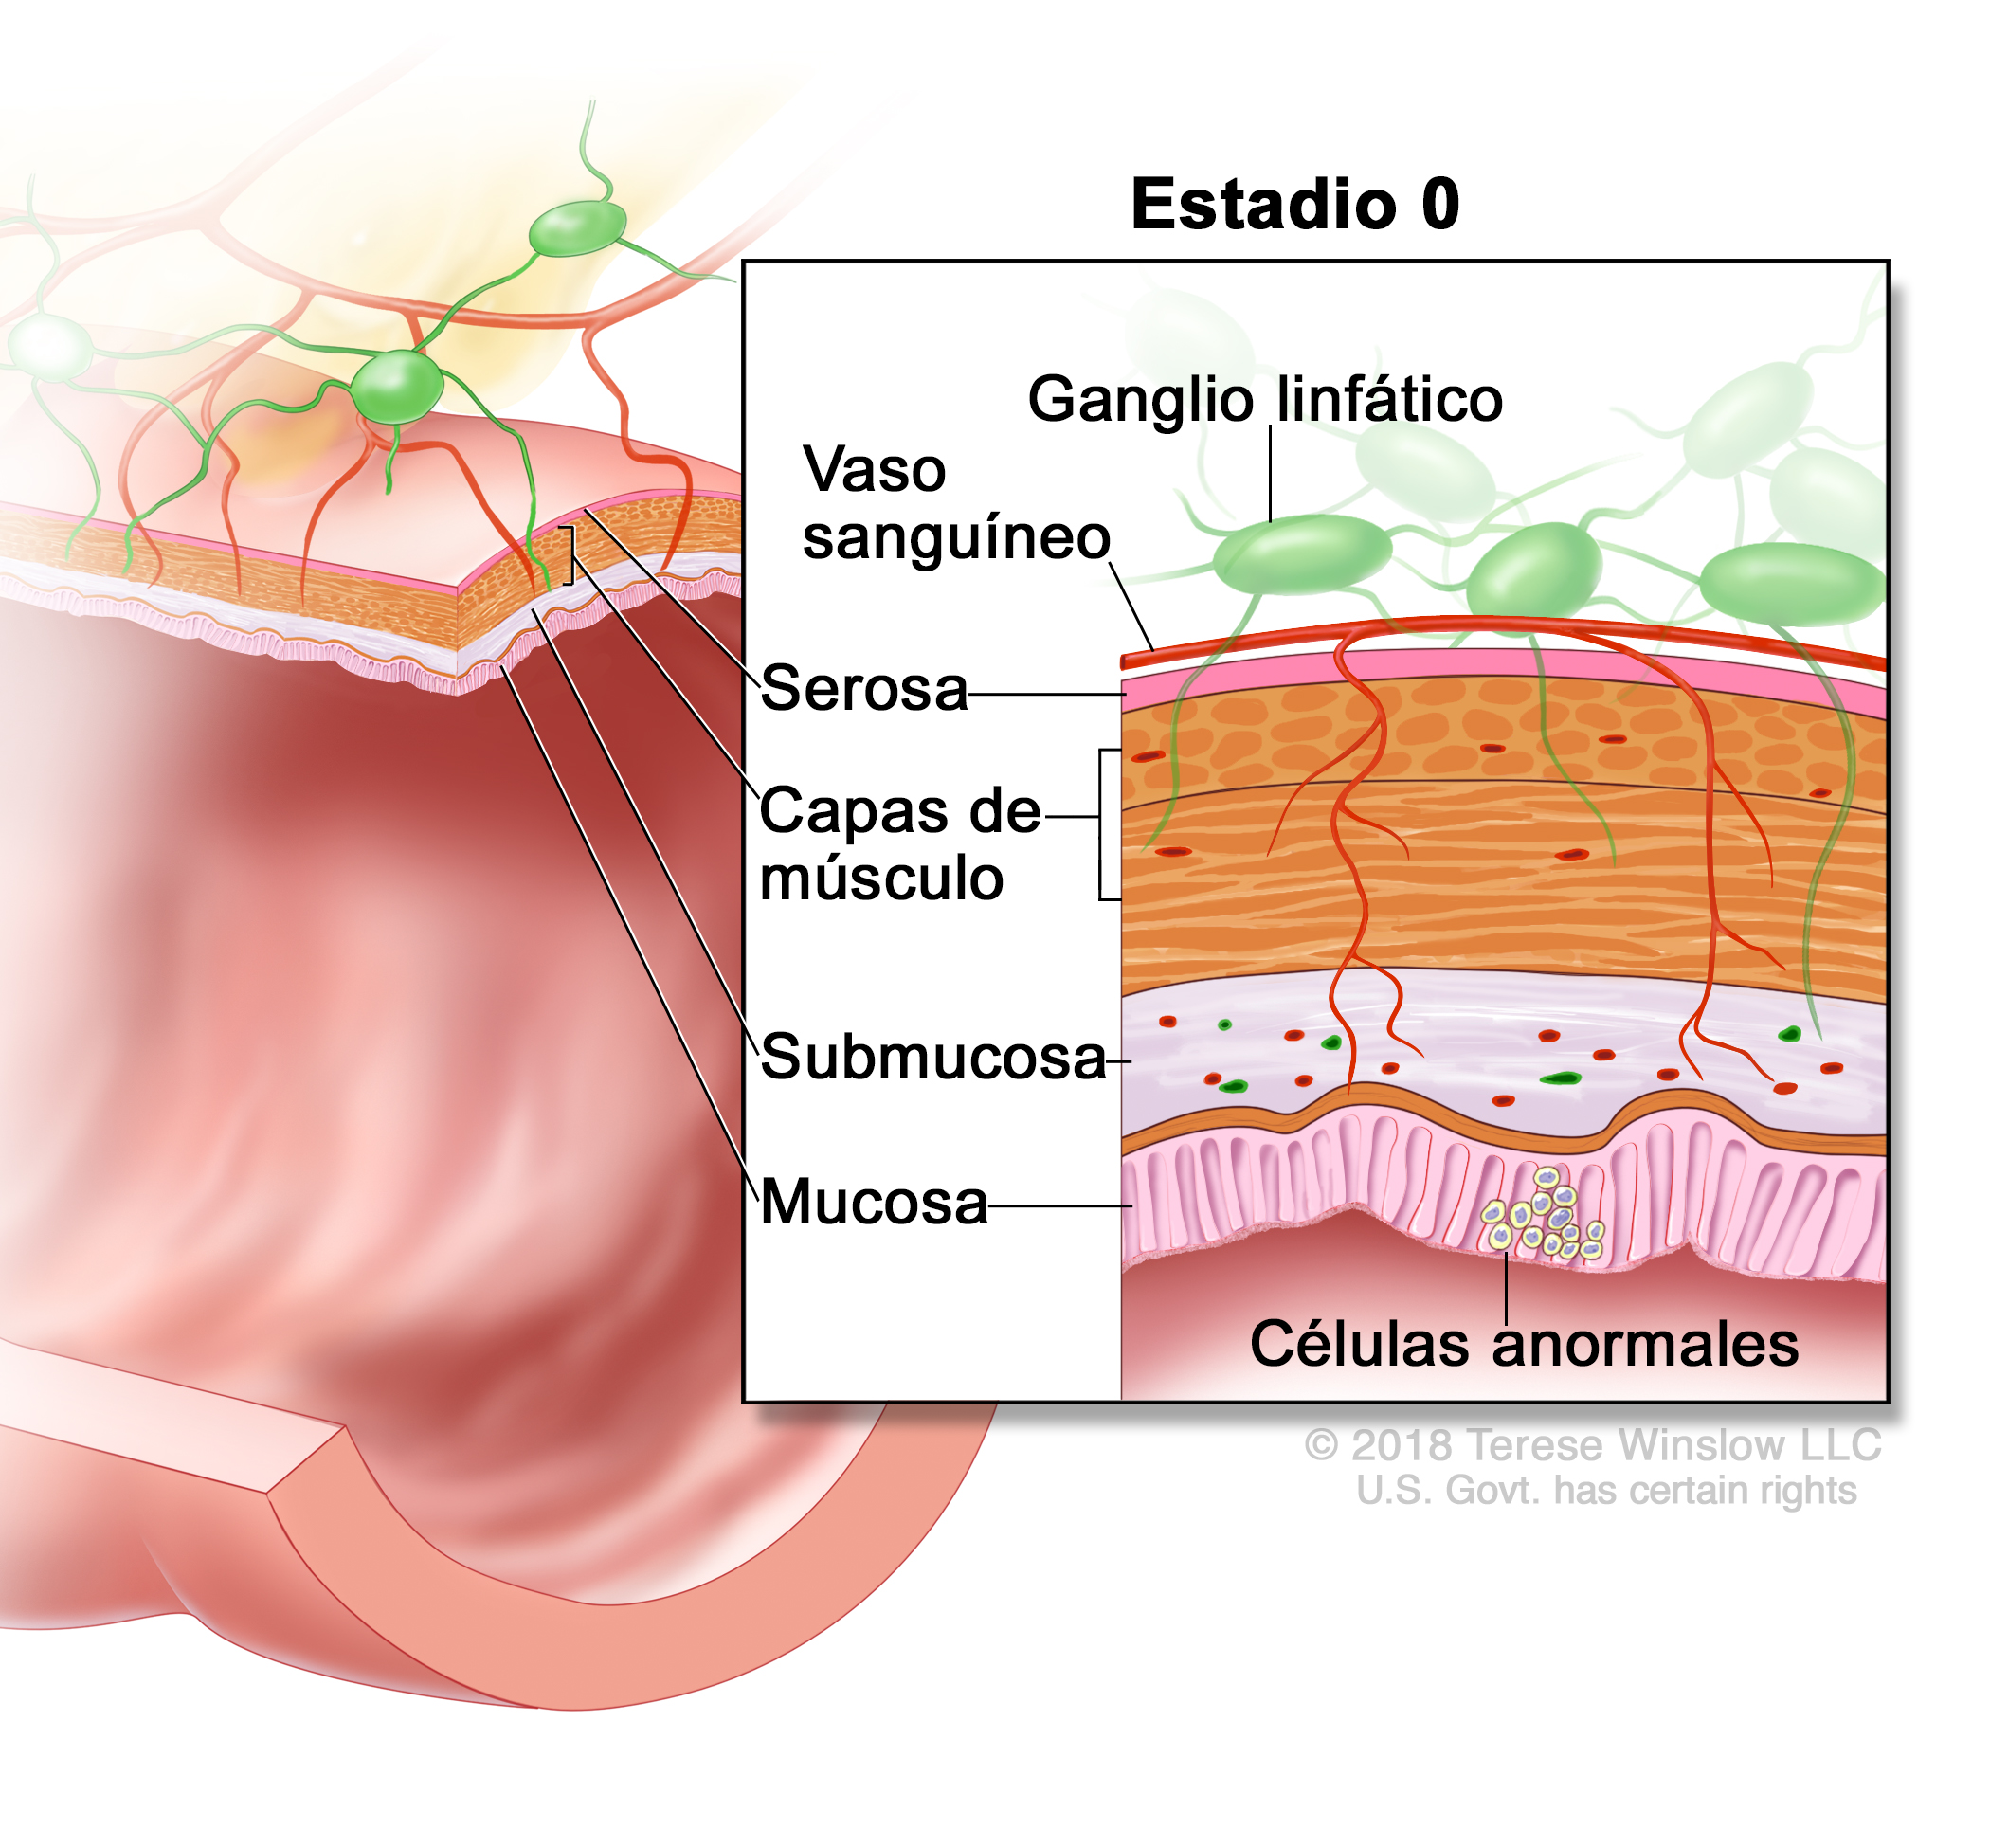 Estadio 0
Ganglio linfático
Vaso
sanguíneo
Serosa
Capas de
músculo
Submucosa
Mucosa
Células anormales
© 2018 Terese Winslow LLC
U.S. Govt. has certain rights